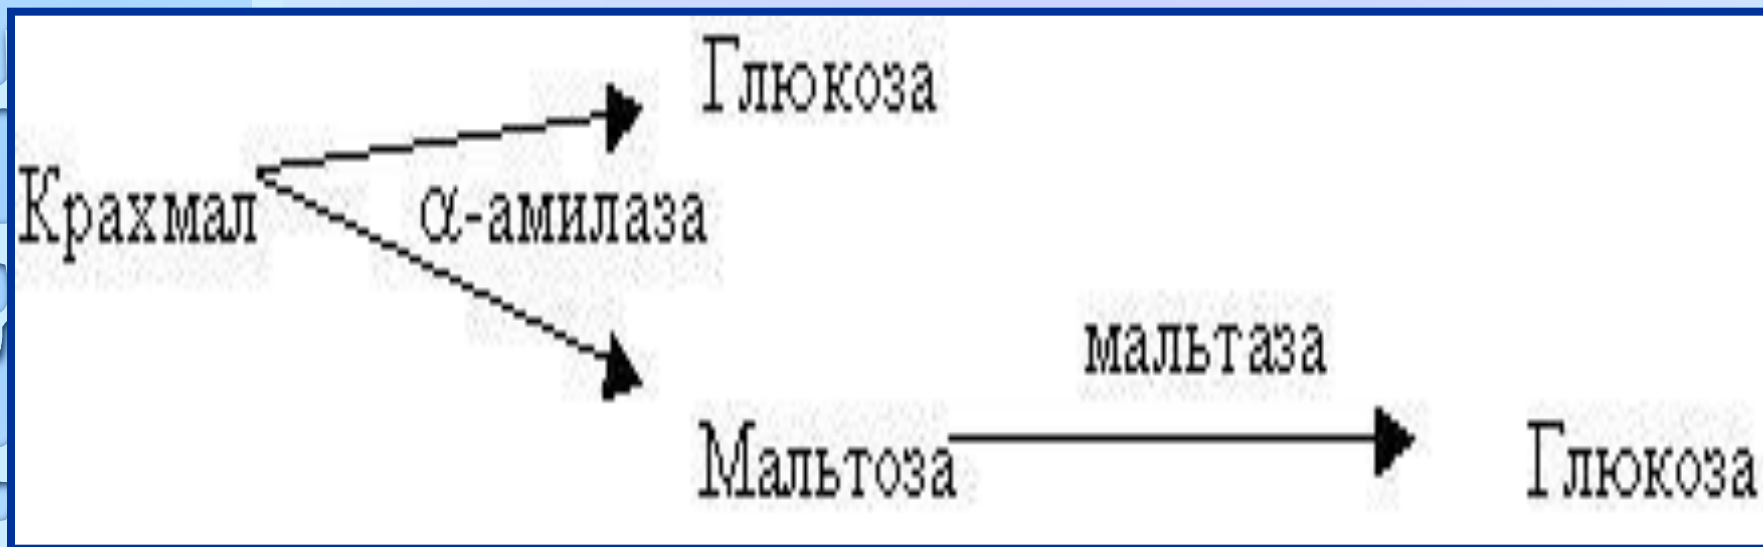 Глюкоза
Крахмал
α-амилаза
мальтаза
Мальтоза
Глюкоза